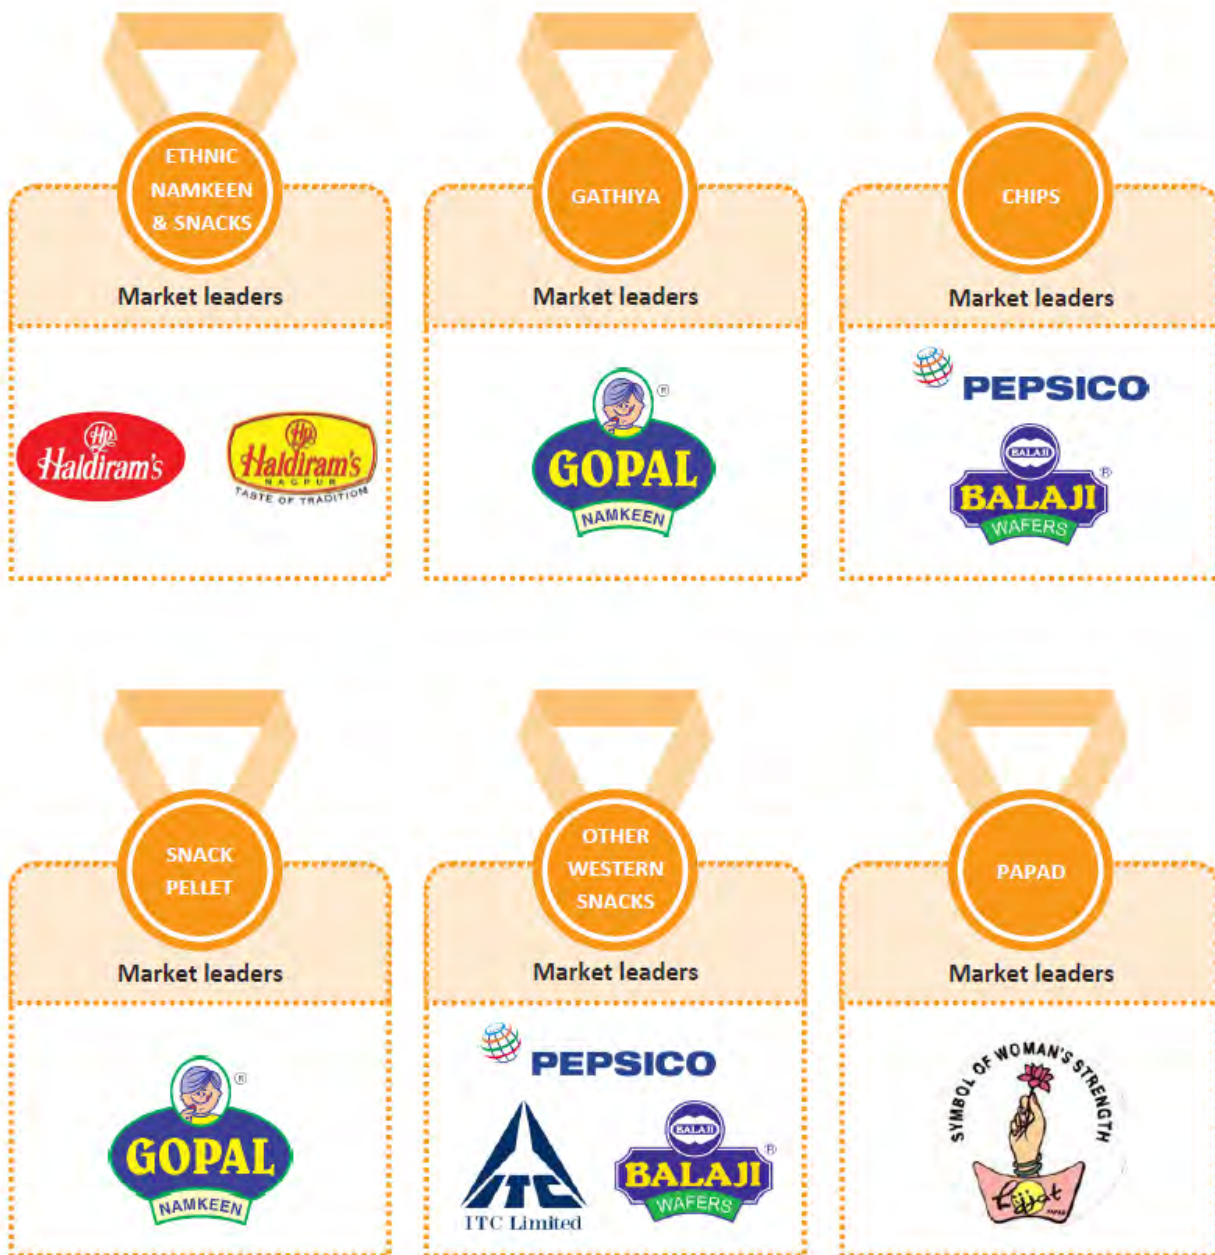 ETHNIC
NAMKEEN
& SNACKS
Market leaders
Haldiram's
Haldiram's
NAGPUR
TASTE OF TRADITION
GATHIYA
Market leaders
®
GOPAL
NAMKEEN
CHIPS
Market leaders
PEPSICO
BALAJI
®
BALAJI
WAFERS
SNACK
PELLET
Market leaders
®
GOPAL
NAMKEEN
OTHER
WESTERN
SNACKS
Market leaders
PEPSICO
ITC
ITC Limited
BALAJI
®
BALAJI
WAFERS
PAPAD
Market leaders
SYMBOL OF WOMAN'S STRENGTH
Lijjat
PAPAD